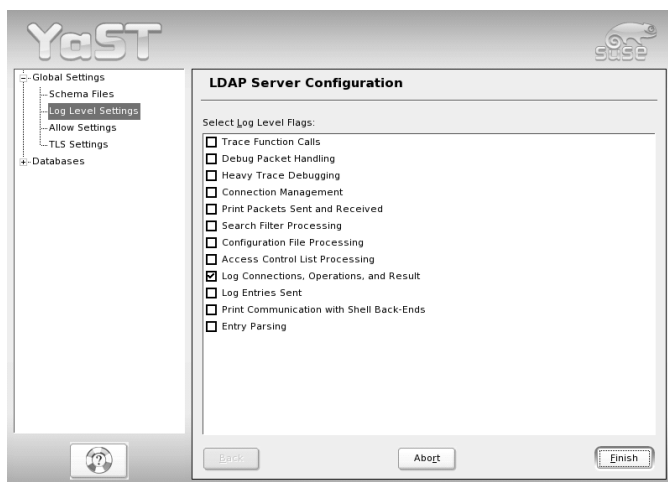 YaST
suse
Global Settings
Schema Files
Log Level Settings
Allow Settings
TLS Settings
Databases
LDAP Server Configuration
Select Log Level Flags:
Trace Function Calls
Debug Packet Handling
Heavy Trace Debugging
Connection Management
Print Packets Sent and Received
Search Filter Processing
Configuration File Processing
Access Control List Processing
Log Connections, Operations, and Result
Log Entries Sent
Print Communication with Shell Back-Ends
Entry Parsing
Back
Abort
Finish